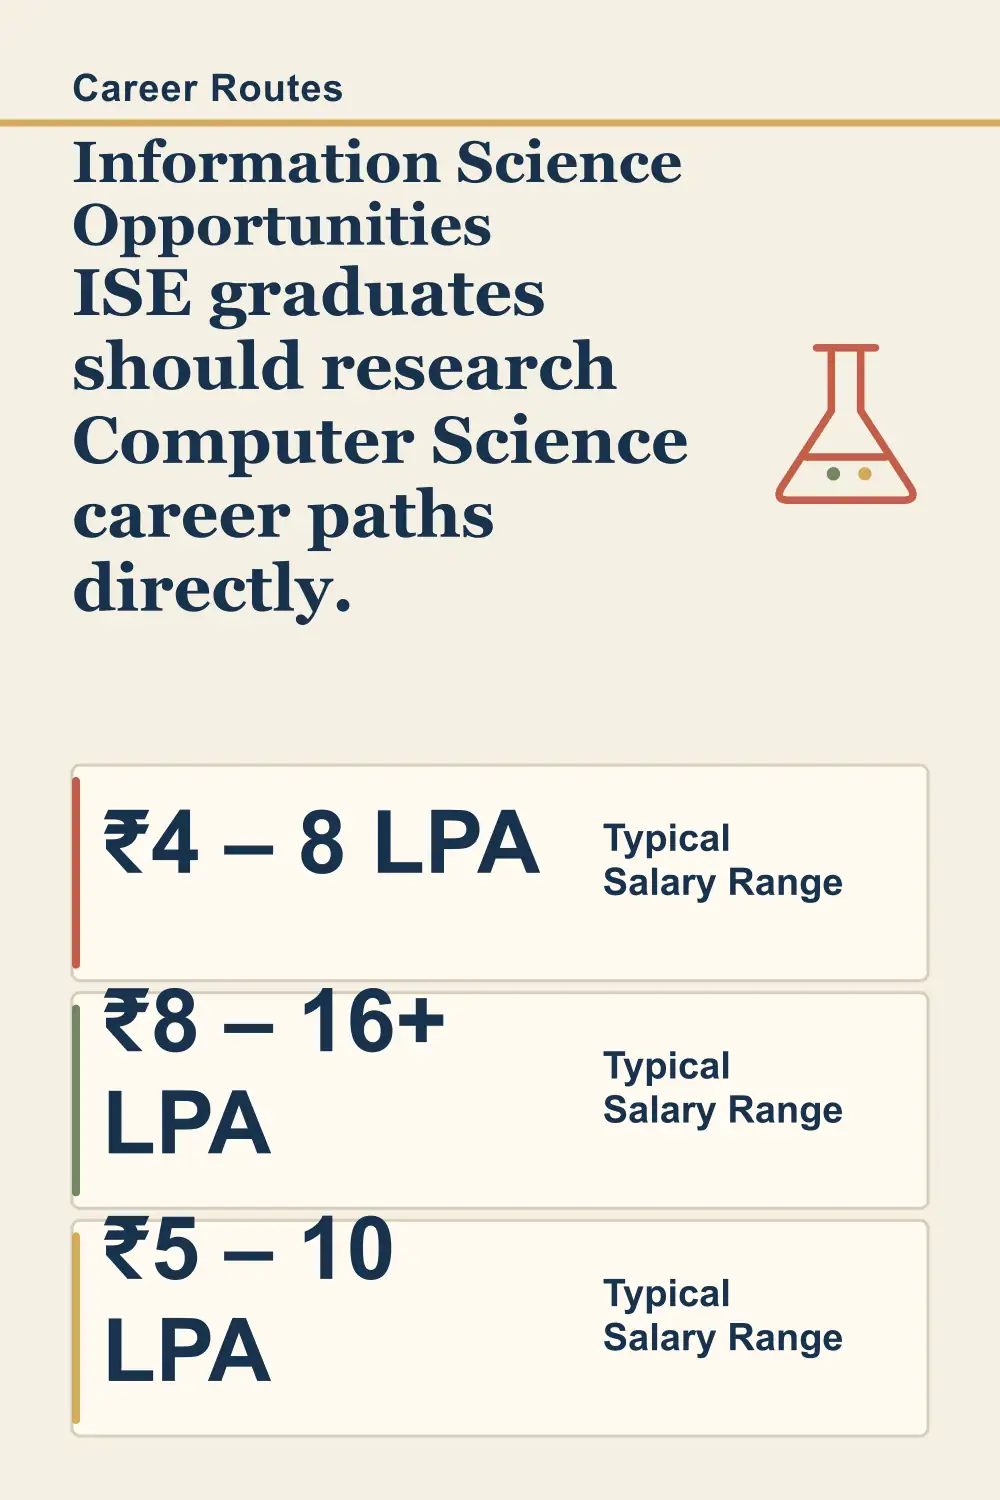 Career Routes
Information Science
Opportunities
ISE graduates
should research
Computer Science
career paths
directly.
₹4 – 8 LPA
Typical
Salary Range
₹8 – 16+
LPA
Typical
Salary Range
₹5 – 10
LPA
Typical
Salary Range